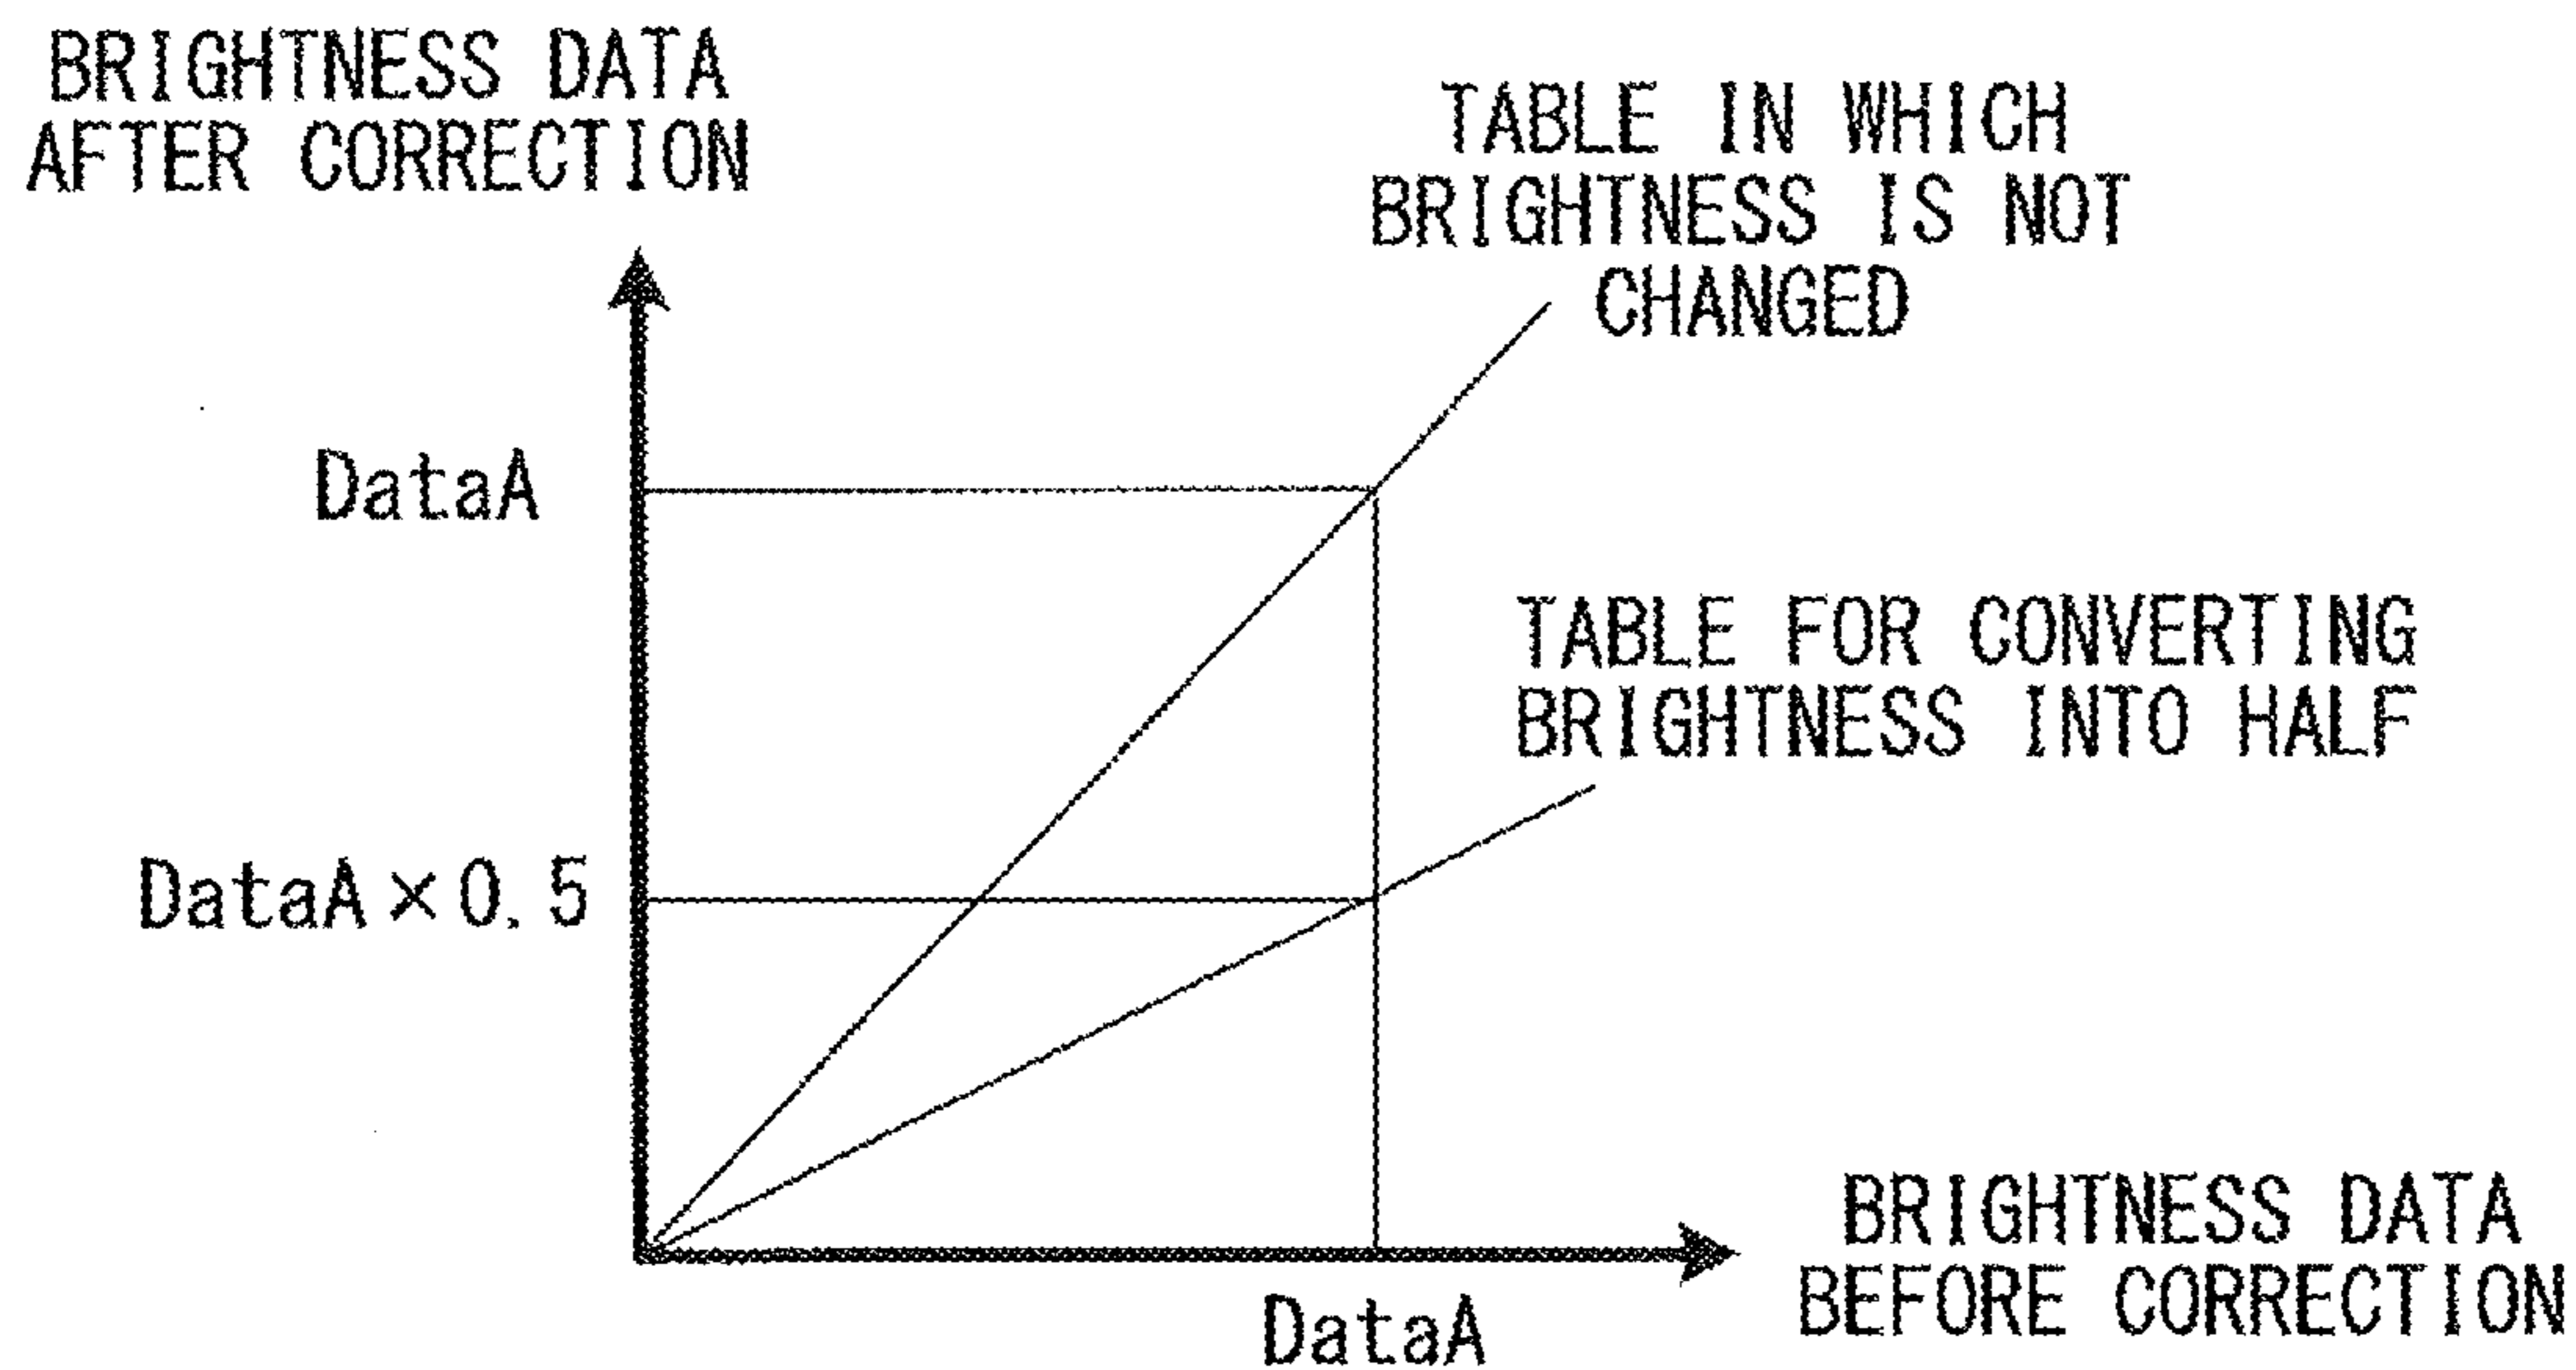 BRIGHTNESS DATA
AFTER CORRECTION
TABLE IN WHICH
BRIGHTNESS IS NOT
CHANGED
DataA
TABLE FOR CONVERTING
BRIGHTNESS INTO HALF
DataA×0.5
BRIGHTNESS DATA
BEFORE CORRECTION
DataA